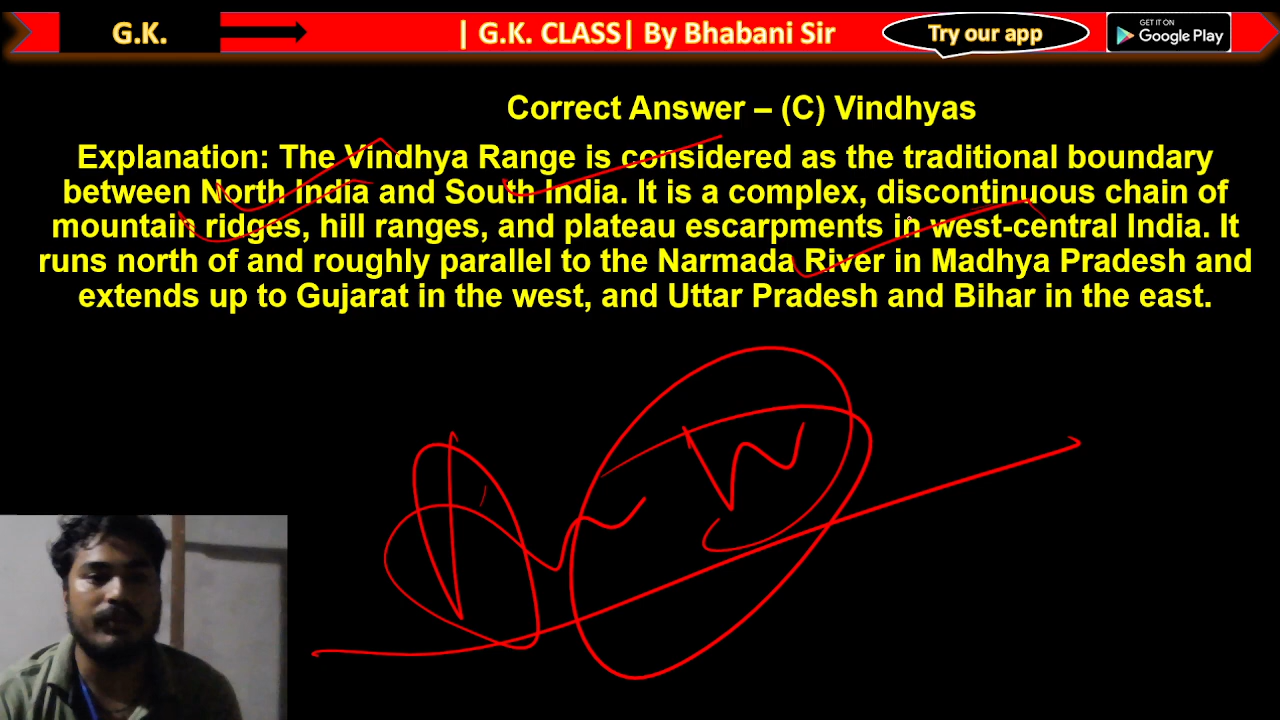 G.K.
| G.K. CLASS| By Bhabani Sir
Try our app
GET IT ON
Google Play
Correct Answer – (C) Vindhyas
Explanation: The Vindhya Range is considered as the traditional boundary
between North India and South India. It is a complex, discontinuous chain of
mountain ridges, hill ranges, and plateau escarpments in west-central India. It
runs north of and roughly parallel to the Narmada River in Madhya Pradesh and
extends up to Gujarat in the west, and Uttar Pradesh and Bihar in the east.